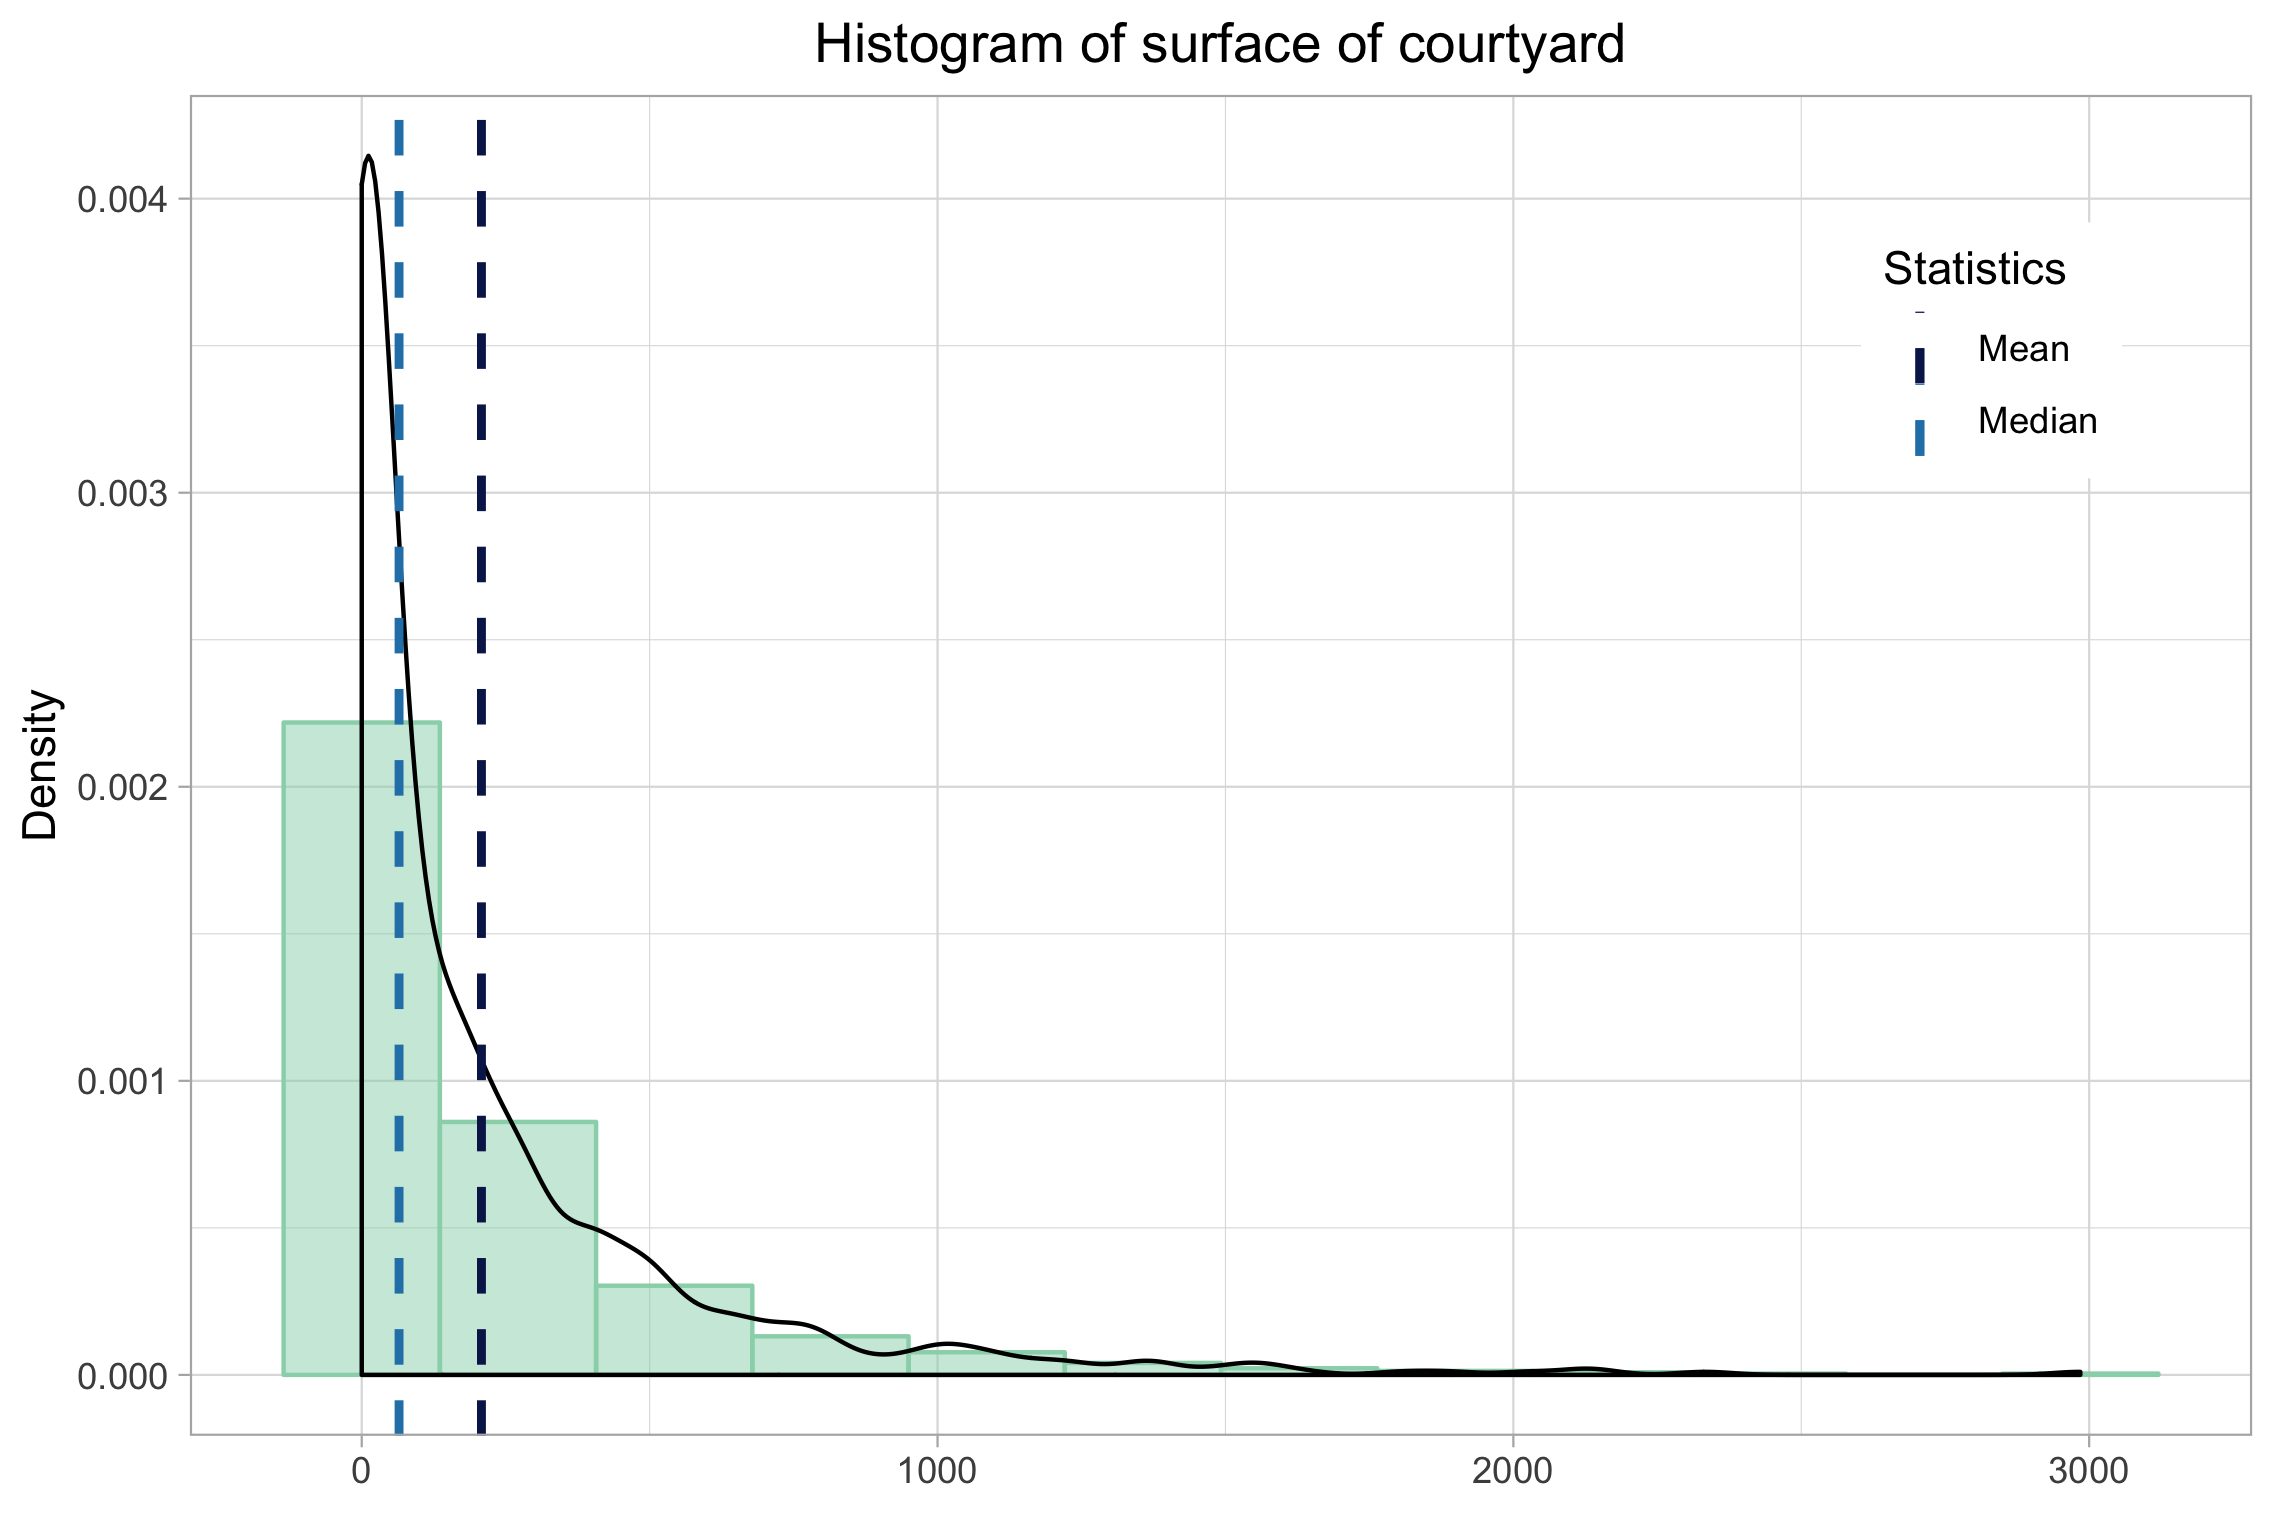 Histogram of surface of courtyard
Density
0.004
0.003
0.002
0.001
0.000
0
1000
2000
3000
Statistics
Mean
Median